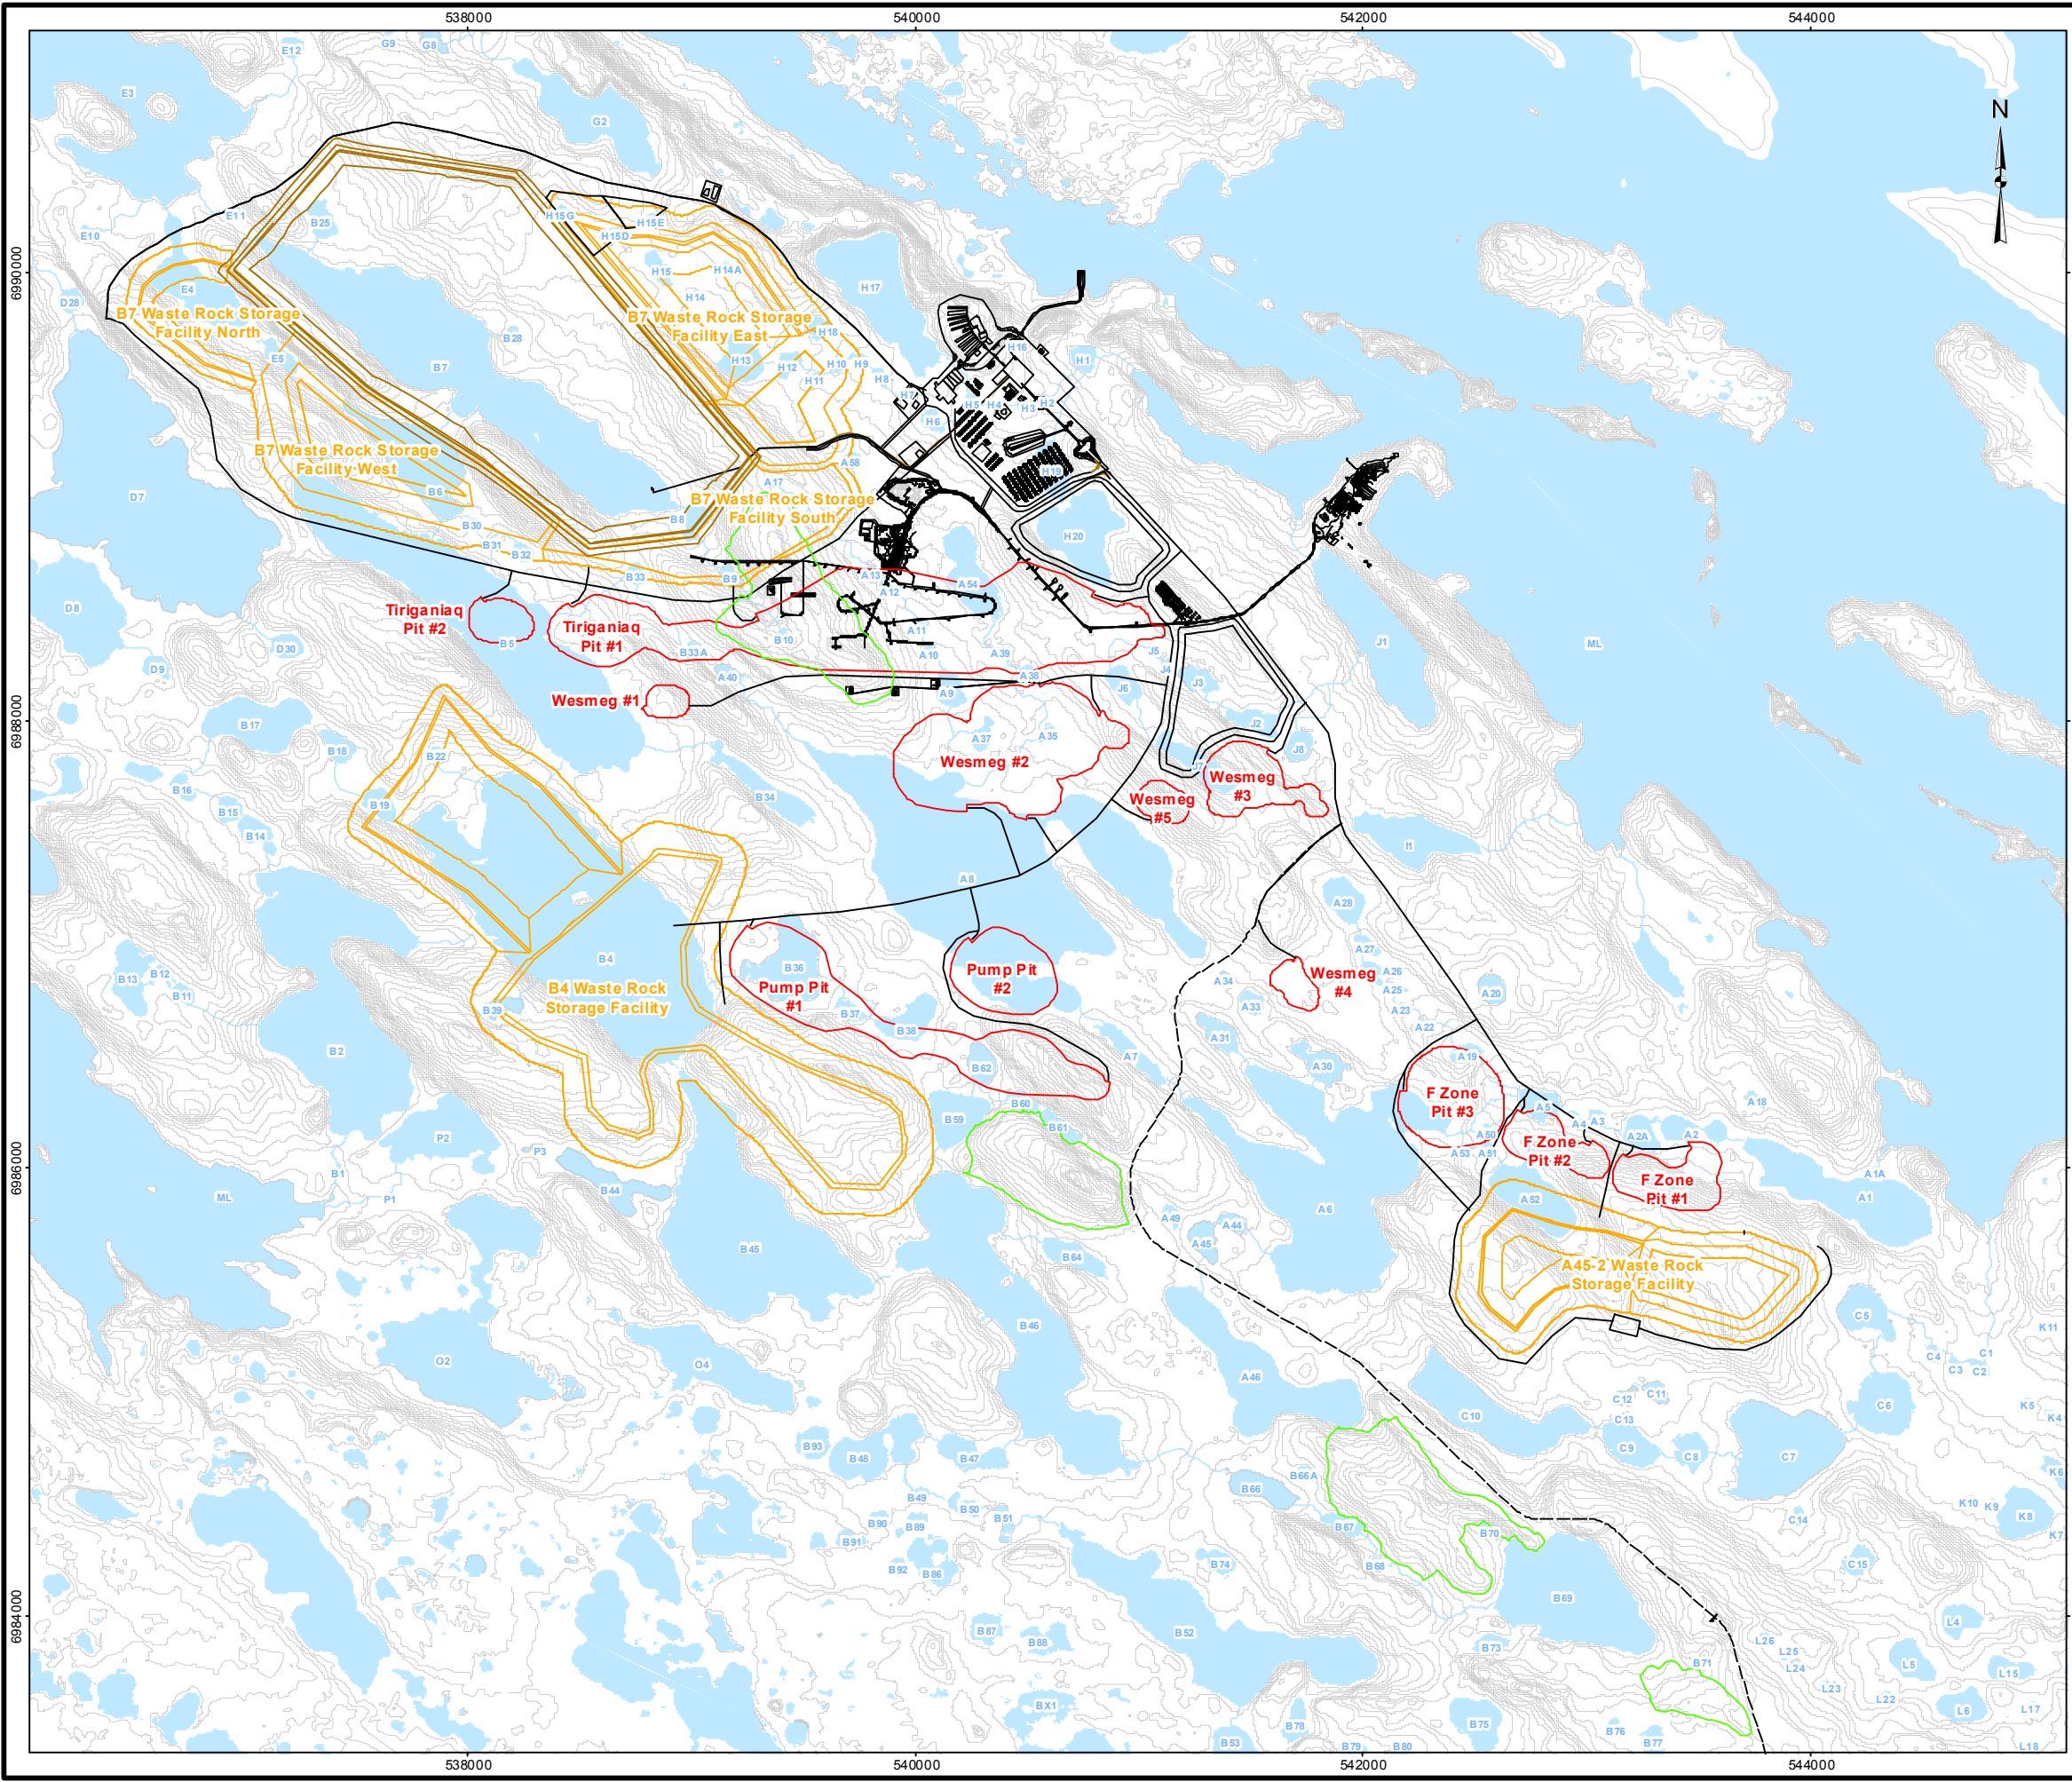 538000
540000
542000
544000
E12
G9
G8
E3
G2
N
E11
E10
B25
H15G
H15E
H15D
H15
H14A
H14
H17
6990000
D28
E4
B7 Waste Rock Storage
Facility North
B7 Waste Rock Storage
Facility East
B28
H18
H16
H1
E5
B7
H13
H12
H10
H9
H11
H8
H7
H5
H4
H3
H2
H6
B7 Waste Rock Storage
Facility West
A58
H19
D7
B6
A17
B7 Waste Rock Storage
Facility South
B8
B30
H20
B31
B32
B33
B9
A13
A54
A12
D8
Tiriganiaq
Pit #2
Tiriganiaq
Pit #1
B5
A11
B10
D30
B33A
A10
A39
J5
J1
ML
D9
A40
A38
J4
J3
J6
Wesmeg #1
A9
6988000
B17
J2
B18
A37
A35
J8
B22
Wesmeg #2
J7
Wesmeg
#3
B16
B19
B34
Wesmeg
#5
B15
B14
I1
A8
A28
B4
B36
A27
B13
B12
B11
B4 Waste Rock
Storage Facility
Pump Pit
#1
Pump Pit
#2
A34
Wesmeg
#4
A26
A25
A20
B39
B37
B38
A33
A23
A22
B2
A31
A7
A19
B62
A30
F Zone
Pit #3
B60
A18
B59
B61
A5
A4
A3
P2
A50
A2A
A2
P3
A53
A51
F Zone
Pit #2
B1
A1A
ML
P1
B44
F Zone
Pit #1
6986000
A52
A1
A6
A49
A44
B45
B64
A45
A45-2 Waste Rock
Storage Facility
C5
B46
K11
O2
O4
C4
C1
C3
C2
A46
C12
C11
C6
K5
C10
C13
K4
B93
B48
B47
C9
C8
C7
B66A
K6
B66
B49
B50
K10
K9
B51
B90
B89
B67
B70
C14
K8
B91
K7
B92
B86
B74
B68
C15
B69
6984000
L4
B87
B88
B52
B73
L26
L25
L24
B71
L5
L15
L23
L22
BX1
L6
L17
B78
B75
B76
B53
B79
B80
B77
L18
538000
540000
542000
544000